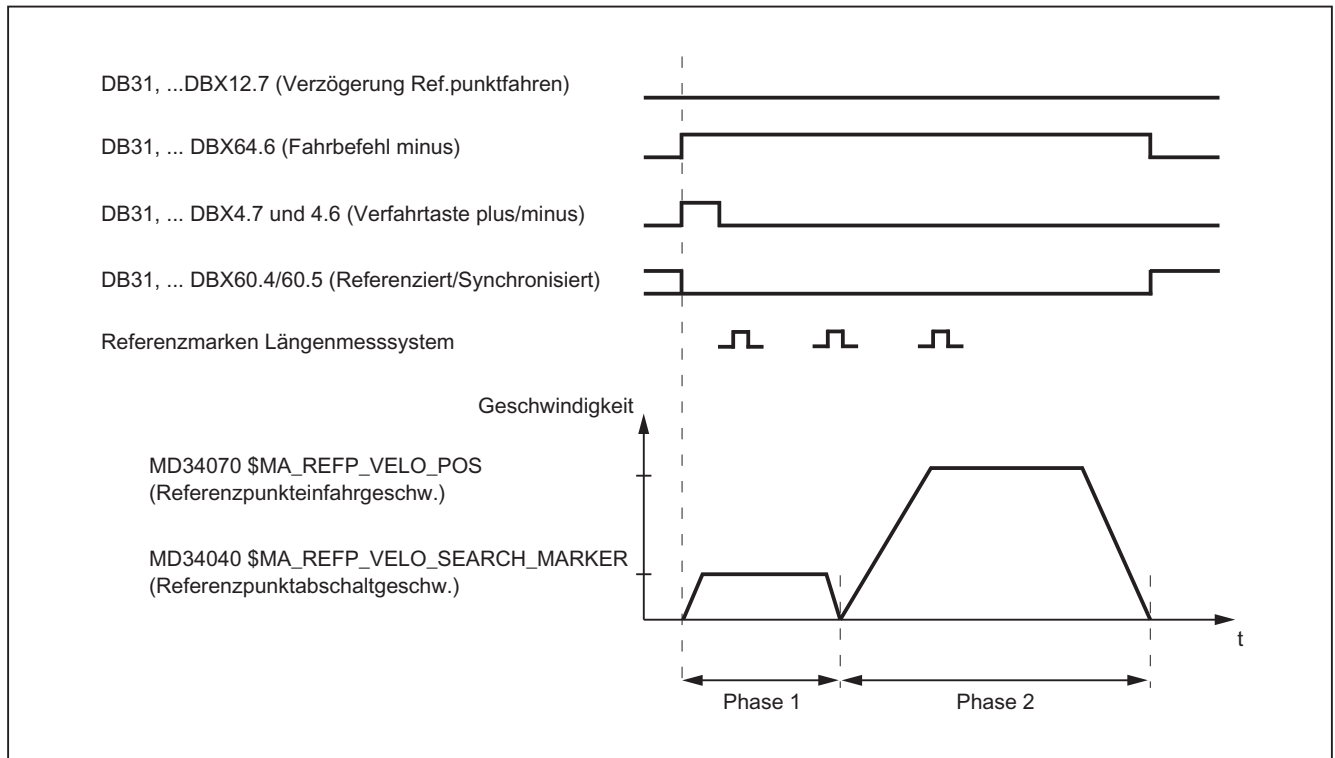 DB31, ...DBX12.7 (Verzögerung Ref.punktfahren)
DB31, ... DBX64.6 (Fahrbefehl minus)
DB31, ... DBX4.7 und 4.6 (Verfahrtaste plus/minus)
DB31, ... DBX60.4/60.5 (Referenziert/Synchronisiert)
Referenzmarken Längenmesssystem
Geschwindigkeit
MD34070 $MA_REFP_VELO_POS
(Referenzpunkteinfahrgeschw.)
MD34040 $MA_REFP_VELO_SEARCH_MARKER
(Referenzpunktabschaltgeschw.)
t
Phase 1
Phase 2